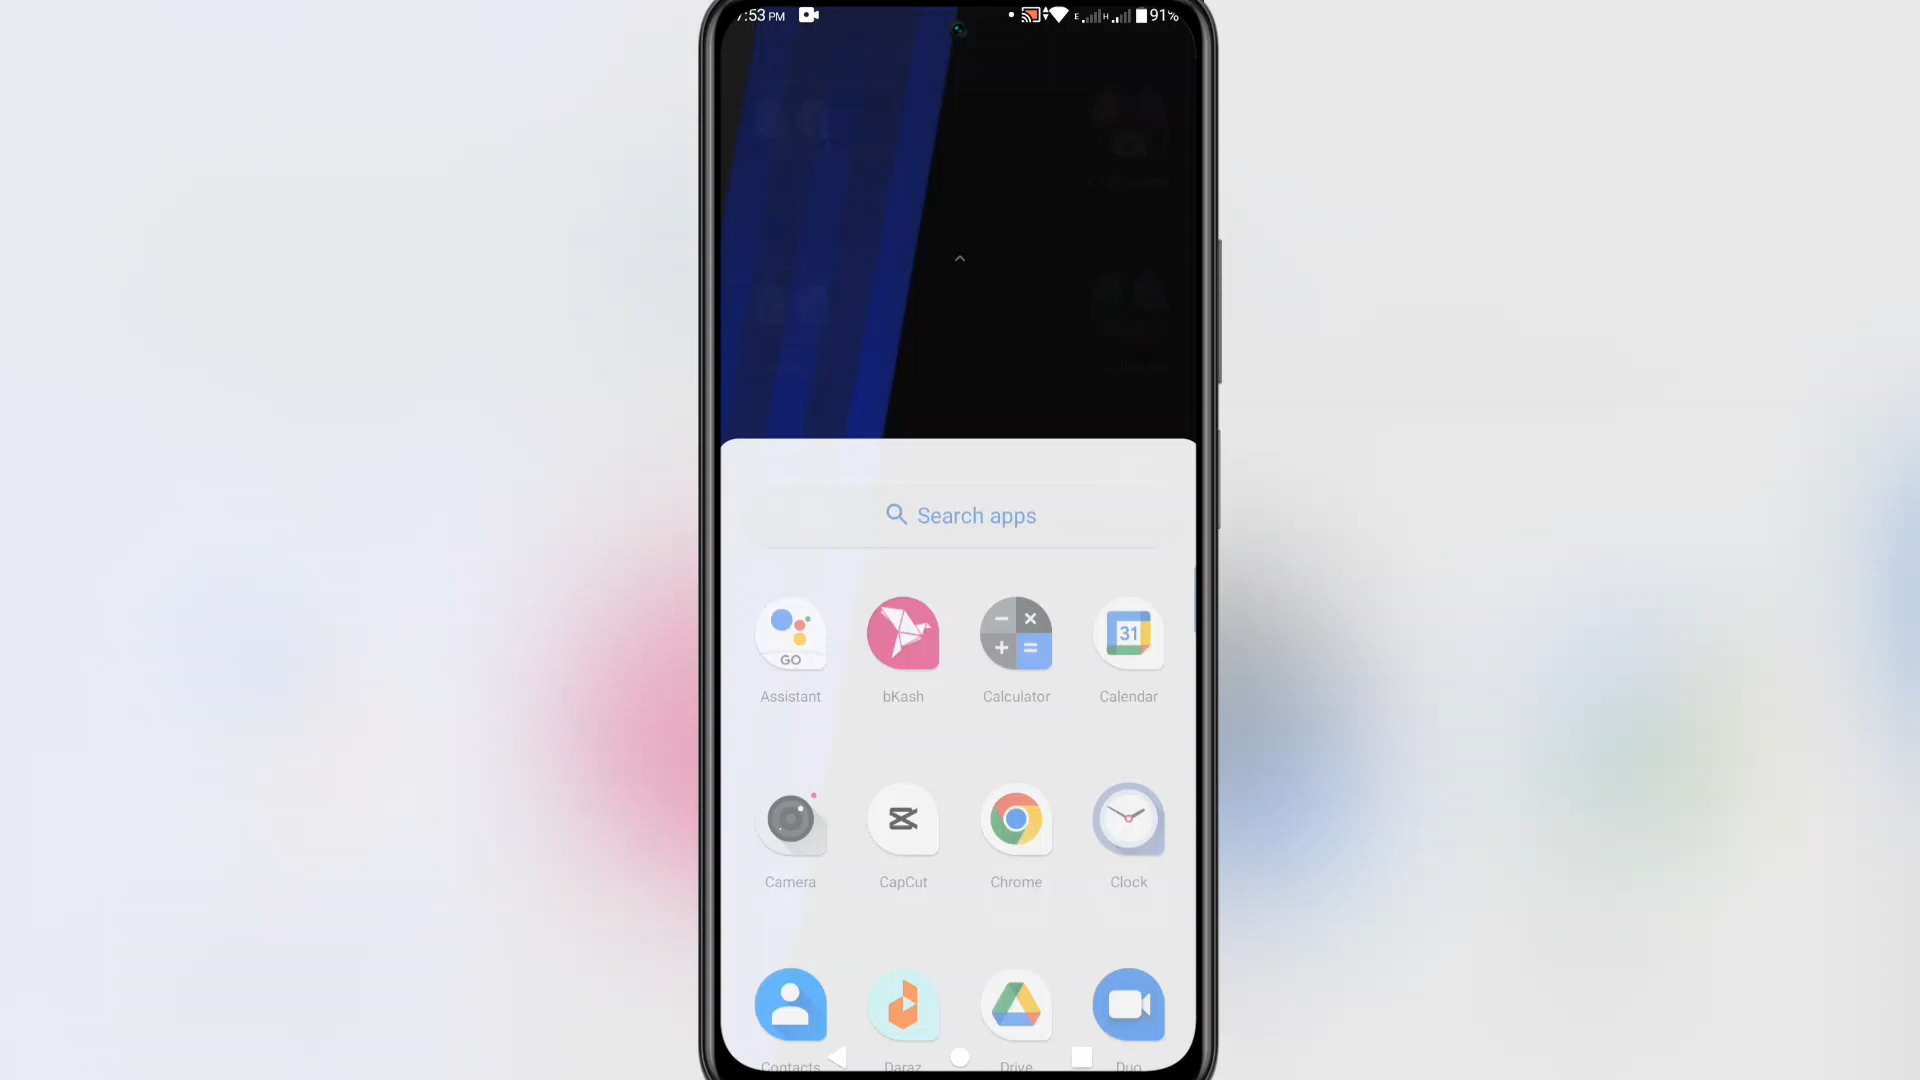 7:53 PM
E H 91%
Search apps
GO
31
Assistant bKash Calculator Calendar
Camera CapCut Chrome Clock
Contacts Daraz Drive Duo